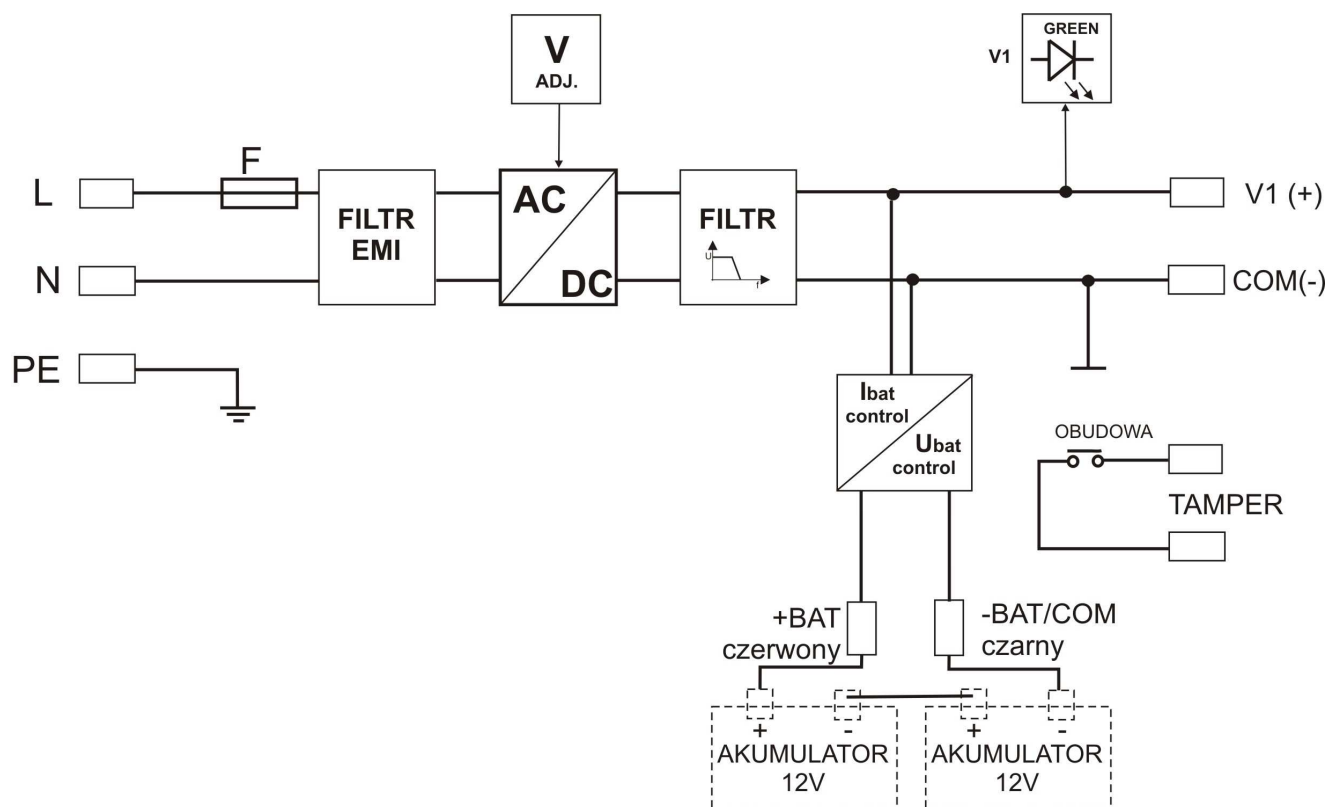 V
ADJ.
GREEN
V1
F
L
FILTR
EMI
AC
DC
FILTR
U
f
V1 (+)
N
COM(-)
PE
Ibat
control
Ubat
control
OBUDOWA
TAMPER
+BAT
czerwony
-BAT/COM
czarny
+ -
AKUMULATOR
12V
+ -
AKUMULATOR
12V